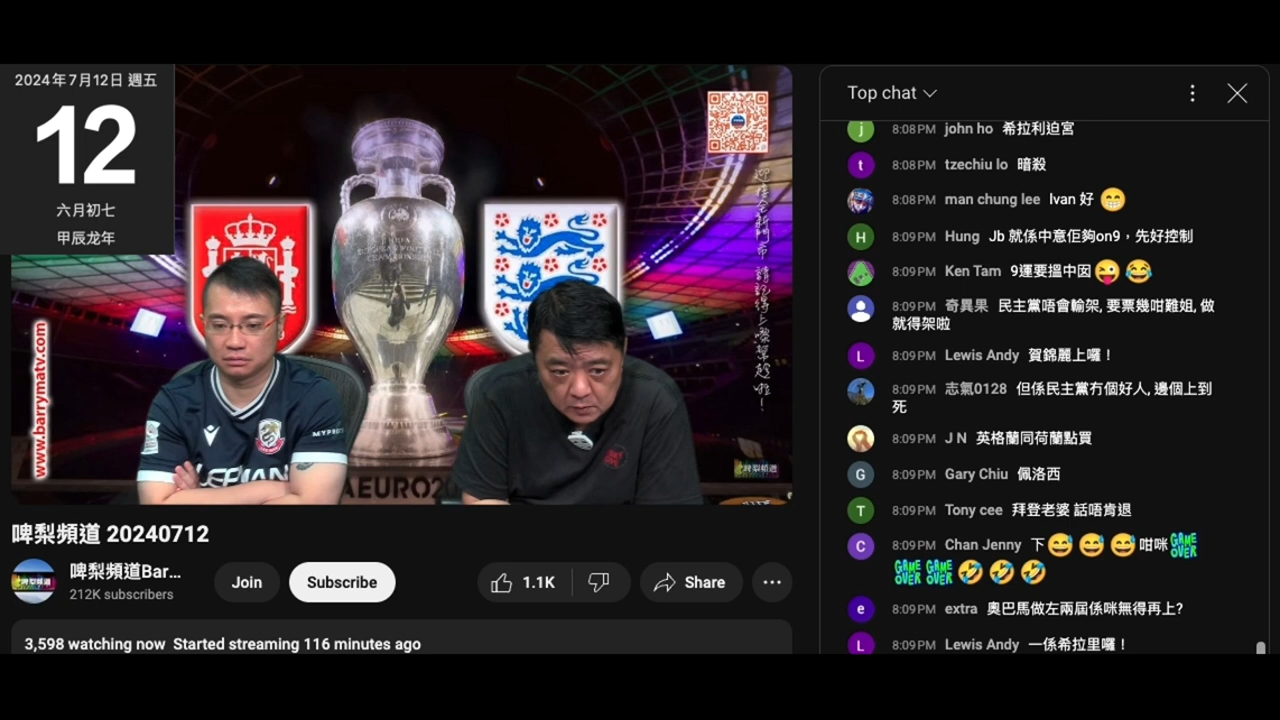 2024年7月12日 週五
12
六月初七
甲辰龙年
www.barrymatv.com
AEURO20
啤梨頻道
啤梨頻道 20240712
啤梨頻道Bar...
212K subscribers
Join
Subscribe
1.1K
Share
3,598 watching now Started streaming 116 minutes ago
Top chat
8:08PM john ho 希拉利迫宮
8:08PM tzechiu lo 暗殺
8:08PM man chung lee Ivan 好 😁
8:09PM Hung Jb 就係中意佢夠on9,先好控制
8:09PM Ken Tam 9運要搵中囡 😜 😂
8:09PM 奇異果 民主黨唔會輸架, 要票幾咁難姐, 做
就得架啦
8:09PM Lewis Andy 賀錦麗上囉!
8:09PM 志氣0128 但係民主黨冇個好人, 邊個上到
死
8:09PM J N 英格蘭同荷蘭點買
8:09PM Gary Chiu 佩洛西
8:09PM Tony cee 拜登老婆 話唔肯退
8:09PM Chan Jenny 下 😅 😅 😅 咁咪 GAME OVER
GAME OVER GAME OVER 🤣 🤣 🤣
8:09PM extra 奧巴馬做左兩屆係咪無得再上?
8:09PM Lewis Andy 一係希拉里囉!